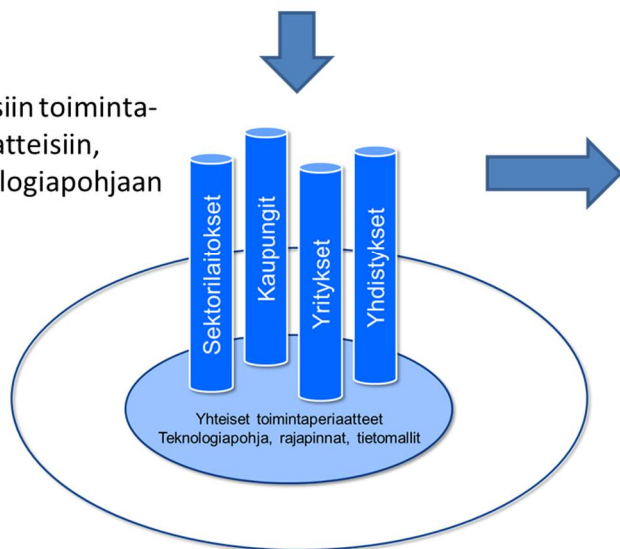 siin toiminta-
atteisiin,
logiapohjaan
Sektorilaitokset
Kaupungit
Yritykset
Yhdistykset
Yhteiset toimintaperiaatteet
Teknologiapohja, rajapinnat, tietomallit